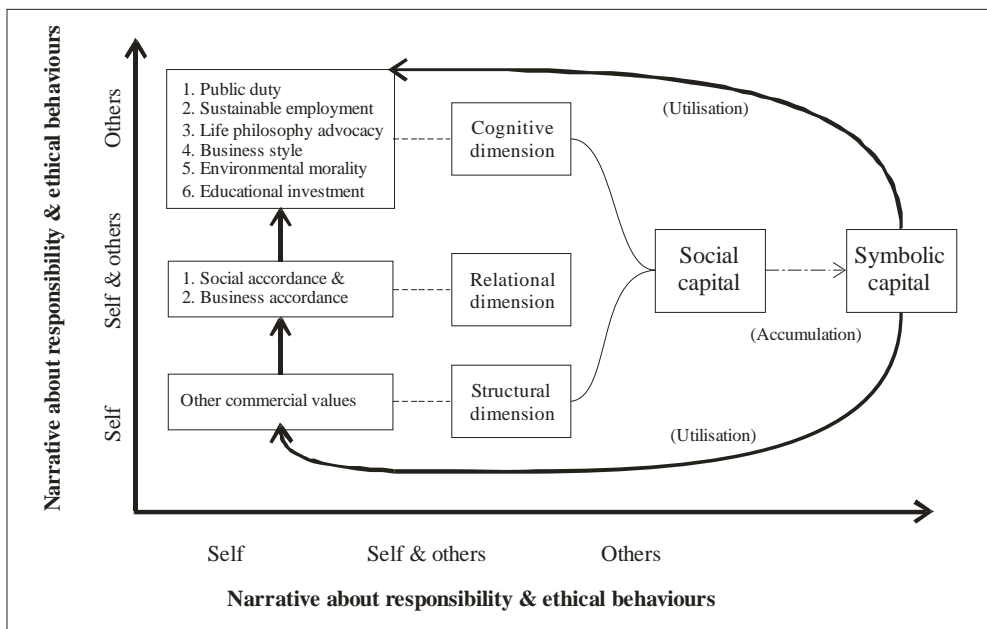 Narrative about responsibility & ethical behaviours
Others
Self & others
Self
1. Public duty
2. Sustainable employment
3. Life philosophy advocacy
4. Business style
5. Environmental morality
6. Educational investment
Cognitive
dimension
(Utilisation)
1. Social accordance &
2. Business accordance
Relational
dimension
Social
capital
Symbolic
capital
(Accumulation)
Other commercial values
Structural
dimension
(Utilisation)
Self
Self & others
Others
Narrative about responsibility & ethical behaviours